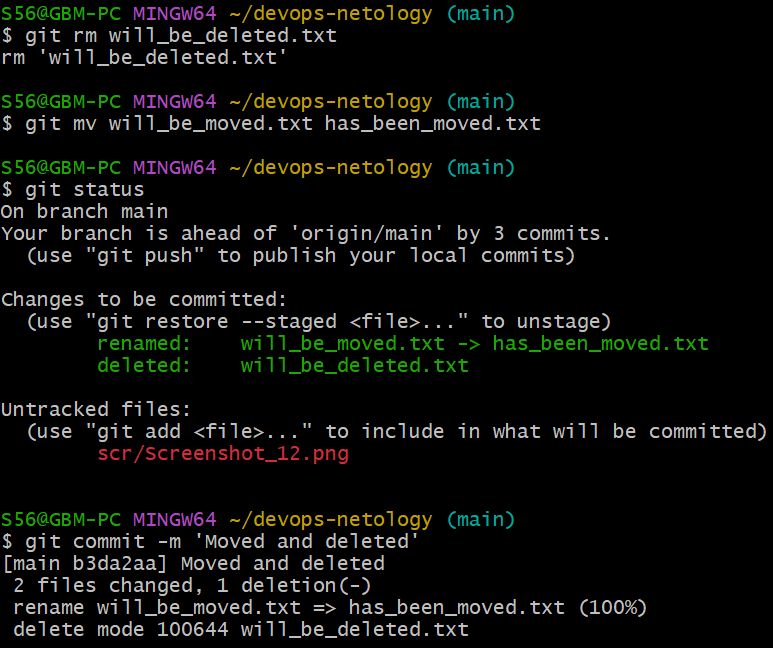 S56@GBM-PC MINGW64 ~/devops-netology (main)
$ git rm will_be_deleted.txt
rm 'will_be_deleted.txt'

S56@GBM-PC MINGW64 ~/devops-netology (main)
$ git mv will_be_moved.txt has_been_moved.txt

S56@GBM-PC MINGW64 ~/devops-netology (main)
$ git status
On branch main
Your branch is ahead of 'origin/main' by 3 commits.
  (use "git push" to publish your local commits)

Changes to be committed:
  (use "git restore --staged <file>..." to unstage)
        renamed:    will_be_moved.txt -> has_been_moved.txt
        deleted:    will_be_deleted.txt

Untracked files:
  (use "git add <file>..." to include in what will be committed)
        scr/Screenshot_12.png

S56@GBM-PC MINGW64 ~/devops-netology (main)
$ git commit -m 'Moved and deleted'
[main b3da2aa] Moved and deleted
 2 files changed, 1 deletion(-)
 rename will_be_moved.txt => has_been_moved.txt (100%)
 delete mode 100644 will_be_deleted.txt